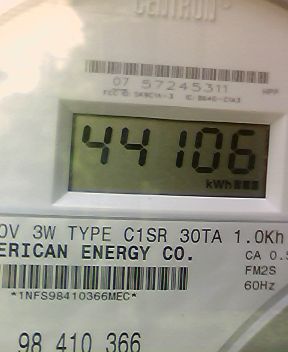 CENTRON®
07 57245311
44106
kWh
0V 3W TYPE C1SR 30TA 1.0Kh
ERICAN ENERGY CO. CA 0.5
FM2S
*1NFS98410366MEC* 60Hz
98 410 366